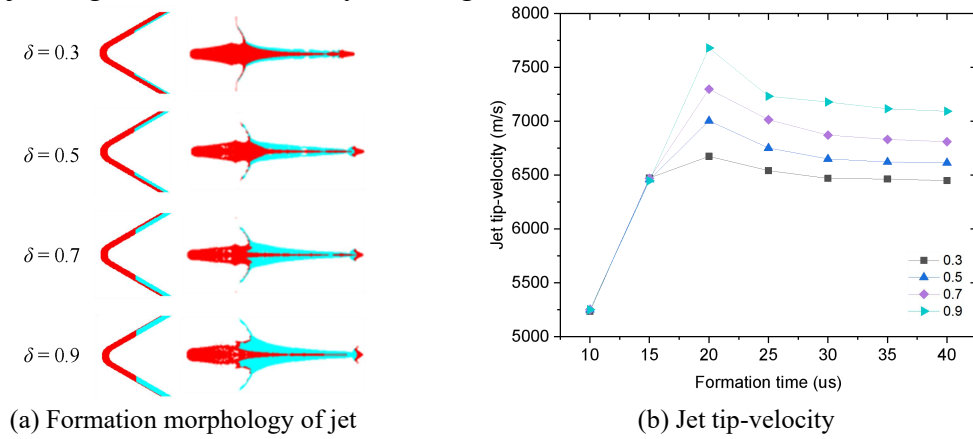 δ = 0.3
δ = 0.5
δ = 0.7
δ = 0.9
(a) Formation morphology of jet
8000
7500
7000
6500
6000
5500
5000
Jet tip-velocity (m/s)
0.3
0.5
0.7
0.9
10 15 20 25 30 35 40
Formation time (us)
(b) Jet tip-velocity